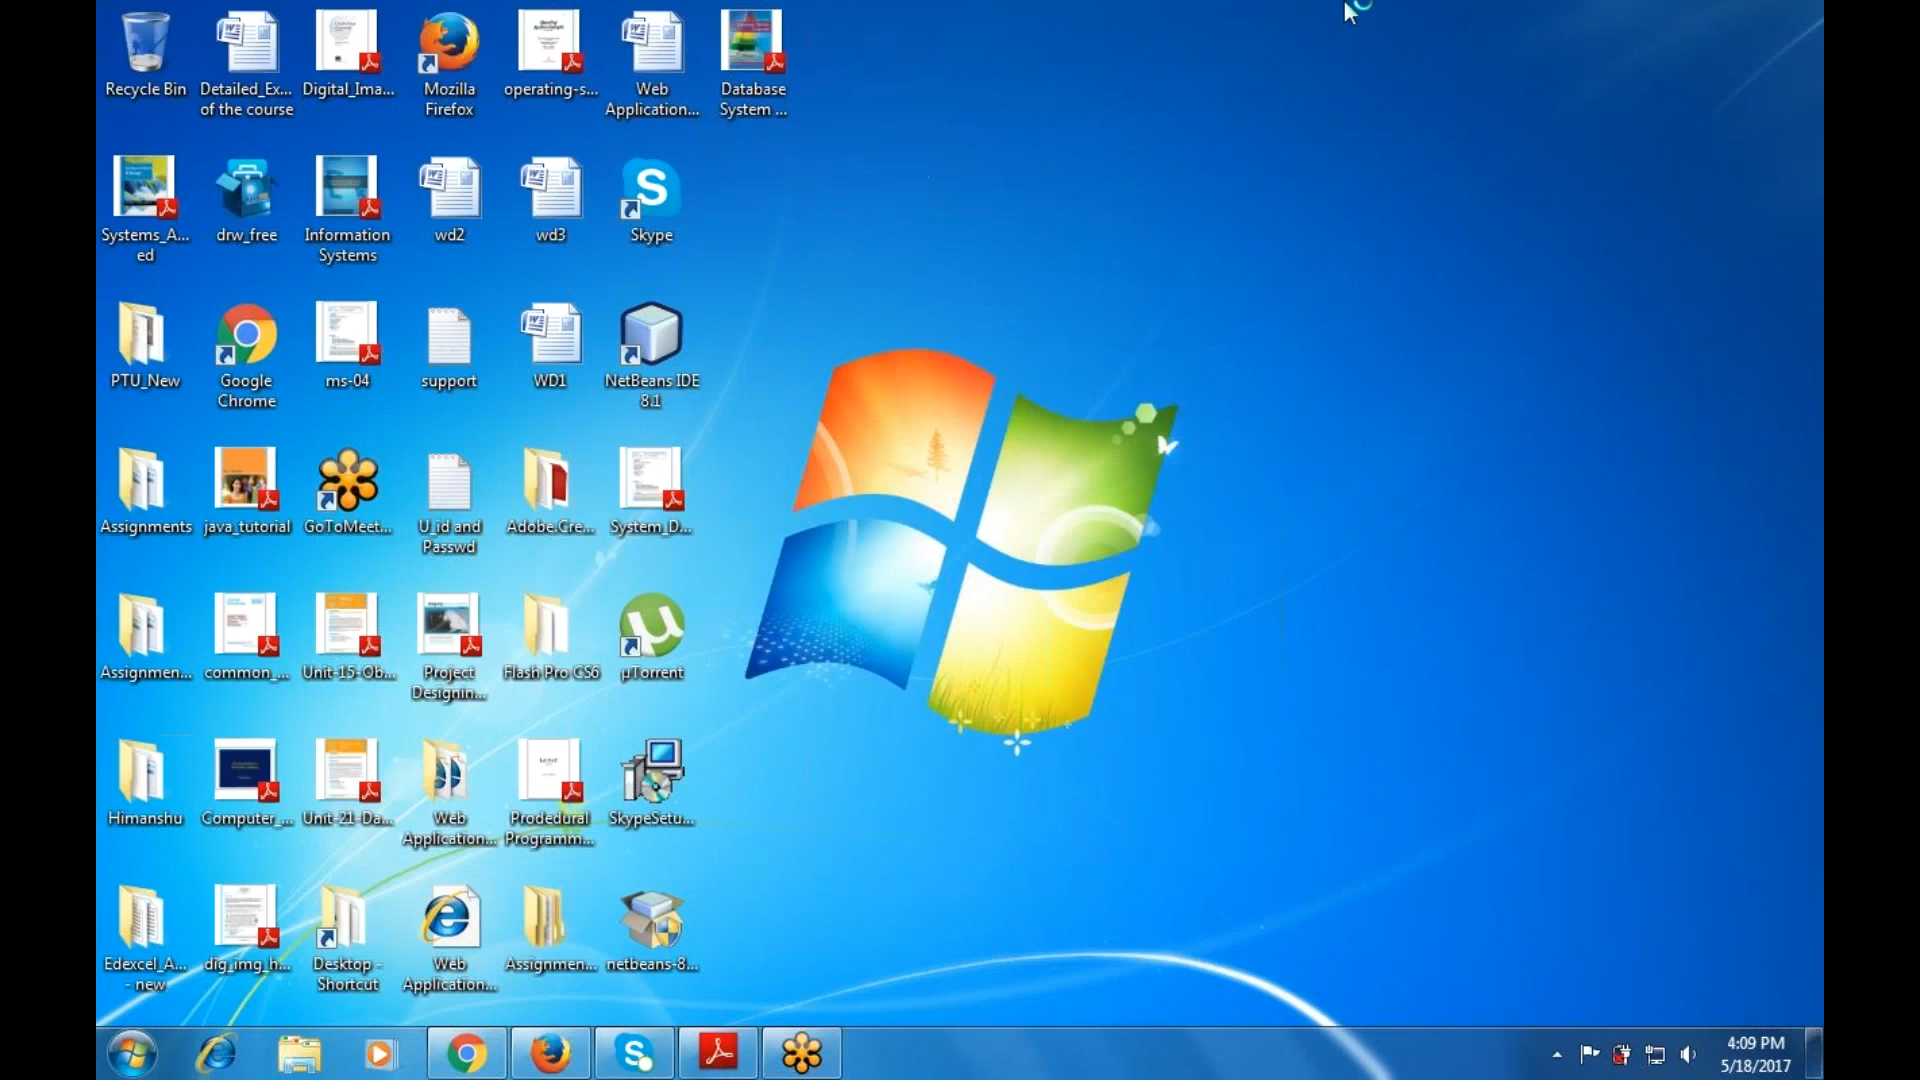 Recycle Bin
Detailed_Ex...
of the course
Digital_Ima...
Mozilla
Firefox
operating-s...
Web
Application...
Database
System ...
Systems_A...
ed
drw_free
Information
Systems
wd2
wd3
Skype
PTU_New
Google
Chrome
ms-04
support
WD1
NetBeans IDE
8.1
Assignments
java_tutorial
GoToMeet...
U_id and
Passwd
Adobe.Cre...
System_D...
Assignmen...
common_...
Unit-15-Ob...
Project
Designin...
Flash Pro CS6
µTorrent
Himanshu
Computer_...
Unit-21-Da...
Web
Application...
Prodedural
Programm...
SkypeSetu...
Edexcel_A...
- new
dig_img_h...
Desktop -
Shortcut
Web
Application...
Assignmen...
netbeans-8...
4:09 PM
5/18/2017